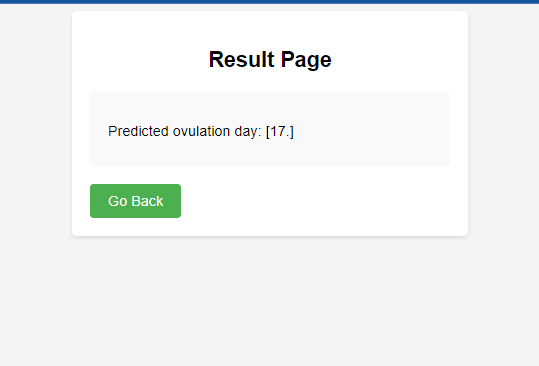 Result Page
Predicted ovulation day: [17.]
Go Back